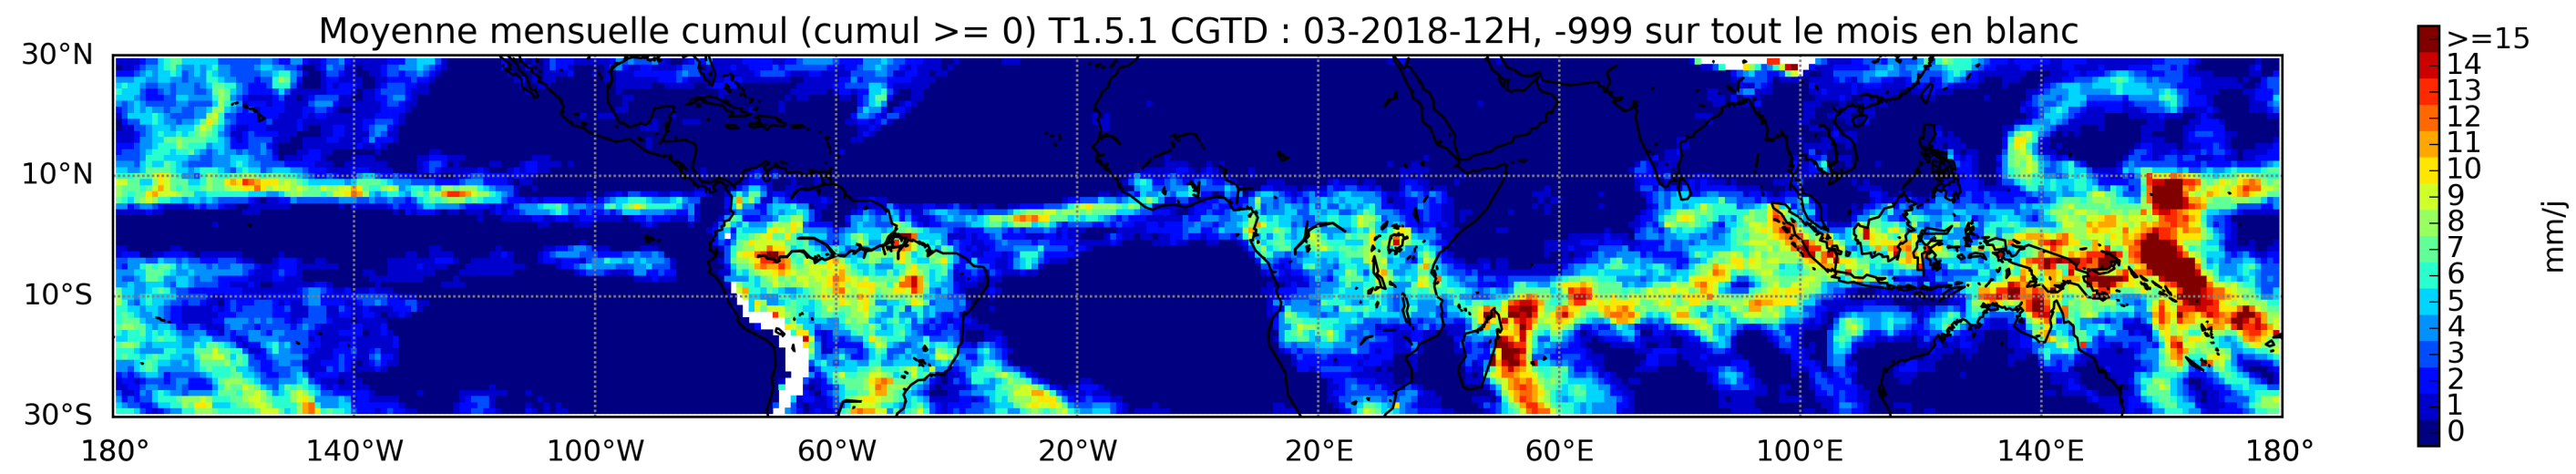 Moyenne mensuelle cumul (cumul >= 0) T1.5.1 CGTD : 03-2018-12H, -999 sur tout le mois en blanc
30°N
10°N
10°S
30°S
180°
140°W
100°W
60°W
20°W
20°E
60°E
100°E
140°E
180°
>=15
14
13
12
11
10
9
8
7
6
5
4
3
2
1
0
mm/j